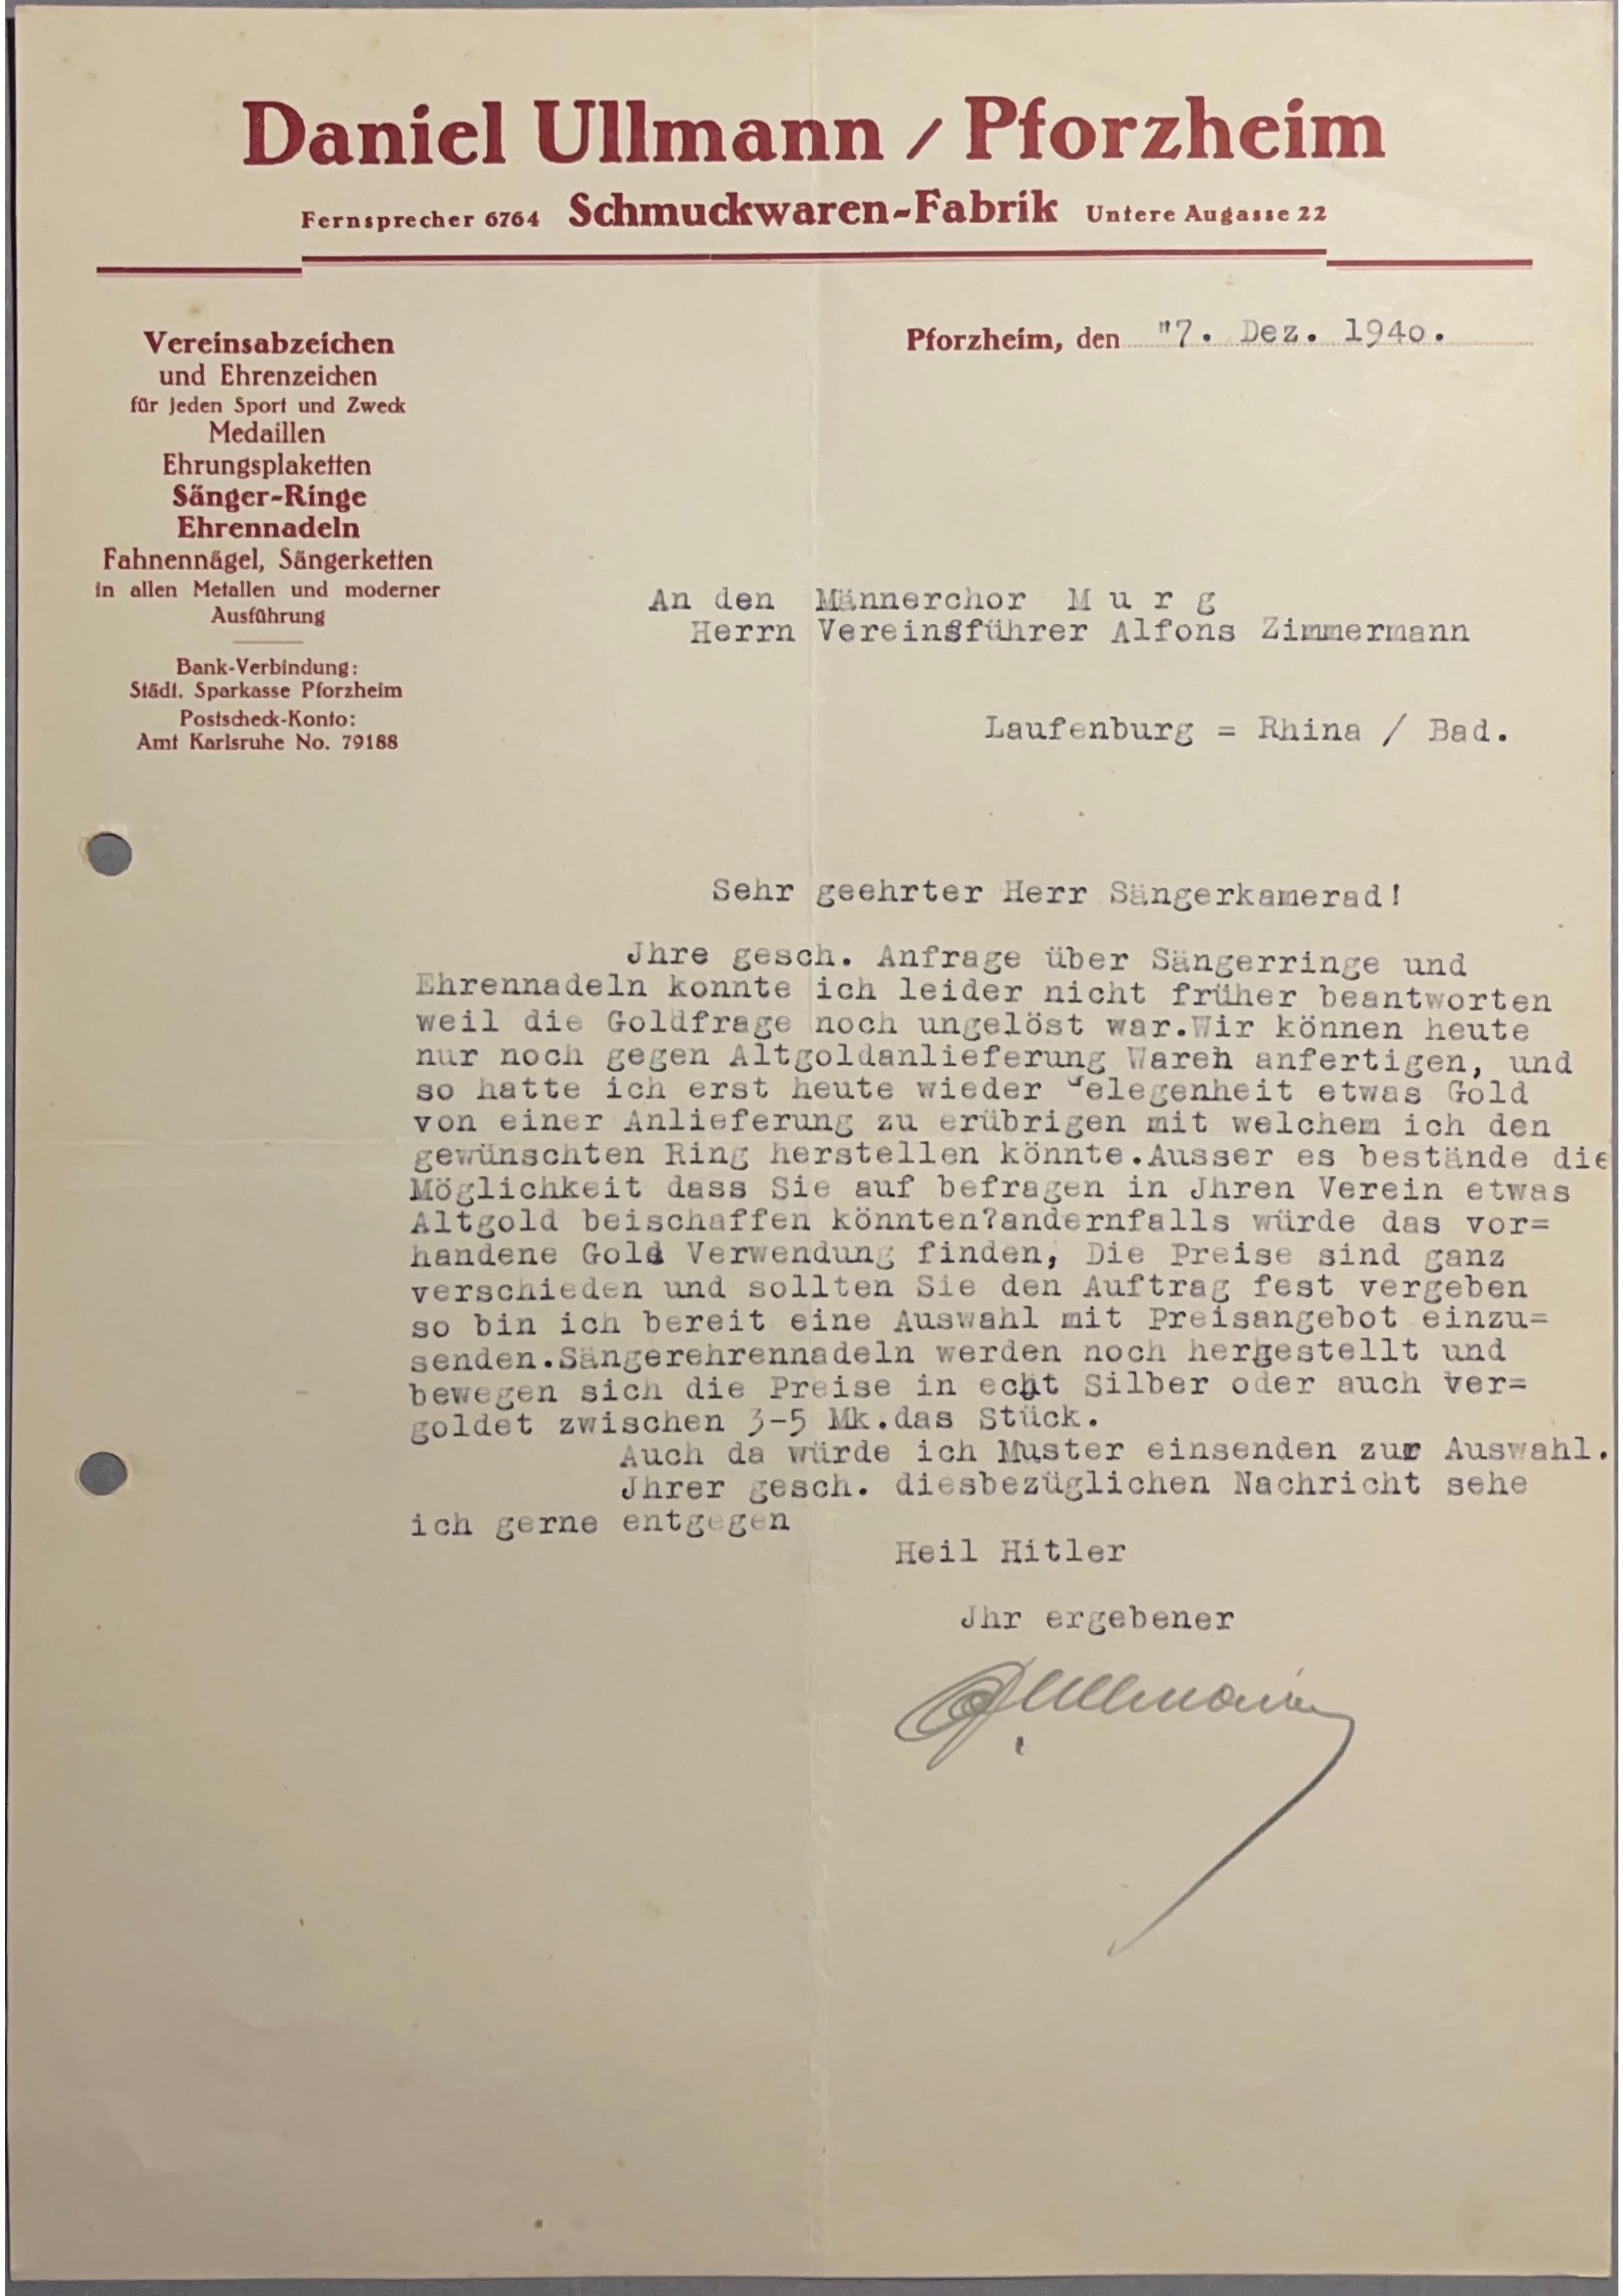 Daniel Ullmann / Pforzheim
Fernsprecher 6764 Schmuckwaren-Fabrik Untere Augasse 22
Vereinsabzeichen
und Ehrenzeichen
für jeden Sport und Zweck
Medaillen
Ehrungsplaketten
Sänger-Ringe
Ehrennadeln
Fahnennägel, Sängerketten
in allen Metallen und moderner
Ausführung
Bank-Verbindung:
Städt. Sparkasse Pforzheim
Postscheck-Konto:
Amt Karlsruhe No. 79188
Pforzheim, den "7. Dez. 1940.
An den Männerchor M u r g
Herrn Vereinsführer Alfons Zimmermann
Laufenburg = Rhina / Bad.
Sehr geehrter Herr Sängerkamerad!
Jhre gesch. Anfrage über Sängerringe und
Ehrennadeln konnte ich leider nicht früher beantworten
weil die Goldfrage noch ungelöst war.Wir können heute
nur noch gegen Altgoldanlieferung Waren anfertigen, und
so hatte ich erst heute wieder Gelegenheit etwas Gold
von einer Anlieferung zu erübrigen mit welchem ich den
gewünschten Ring herstellen könnte.Ausser es bestände die
Möglichkeit dass Sie auf befragen in Jhren Verein etwas
Altgold beischaffen könnten?andernfalls würde das vor=
handene Gold Verwendung finden, Die Preise sind ganz
verschieden und sollten Sie den Auftrag fest vergeben
so bin ich bereit eine Auswahl mit Preisangebot einzu=
senden.Sängerehrennadeln werden noch hergestellt und
bewegen sich die Preise in echt Silber oder auch ver=
goldet zwischen 3-5 Mk.das Stück.
Auch da würde ich Muster einsenden zur Auswahl.
Jhrer gesch. diesbezüglichen Nachricht sehe
ich gerne entgegen
Heil Hitler
Jhr ergebener
D. Ullmann